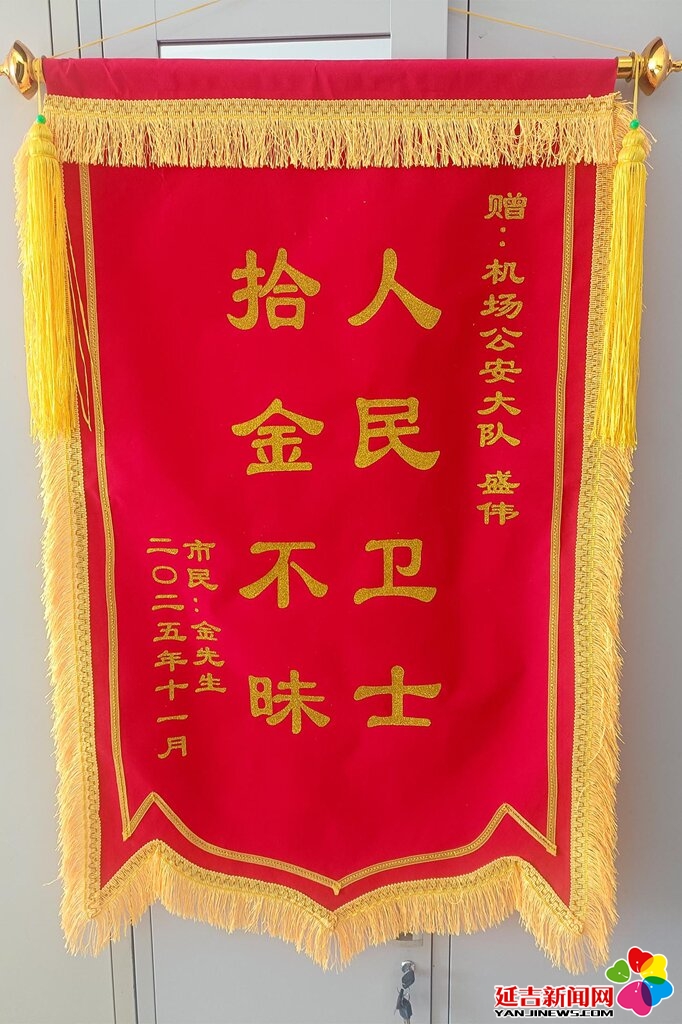 赠：机场公安大队 盛伟
人民卫士
拾金不昧
市民：金先生
二〇二五年十一月
延吉新闻网
YANJINEWS.COM